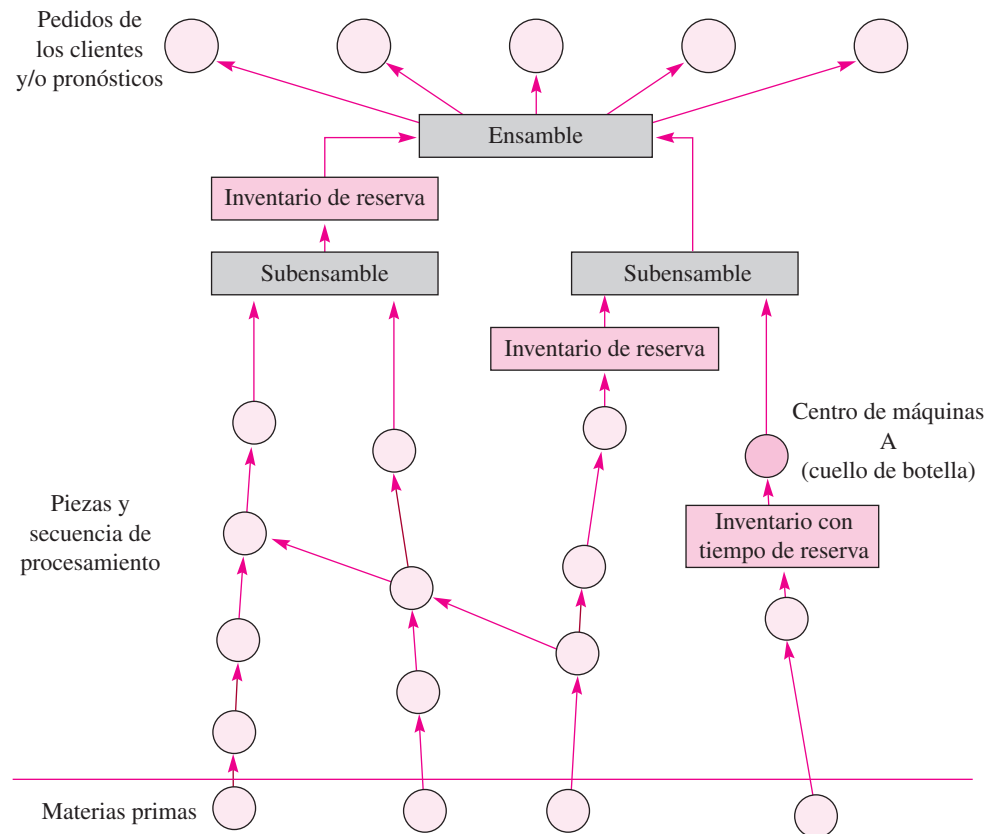 Pedidos de
los clientes
y/o pronósticos
Ensamble
Inventario de reserva
Subensamble
Subensamble
Inventario de reserva
Centro de máquinas
A
(cuello de botella)
Piezas y
secuencia de
procesamiento
Inventario con
tiempo de reserva
Materias primas